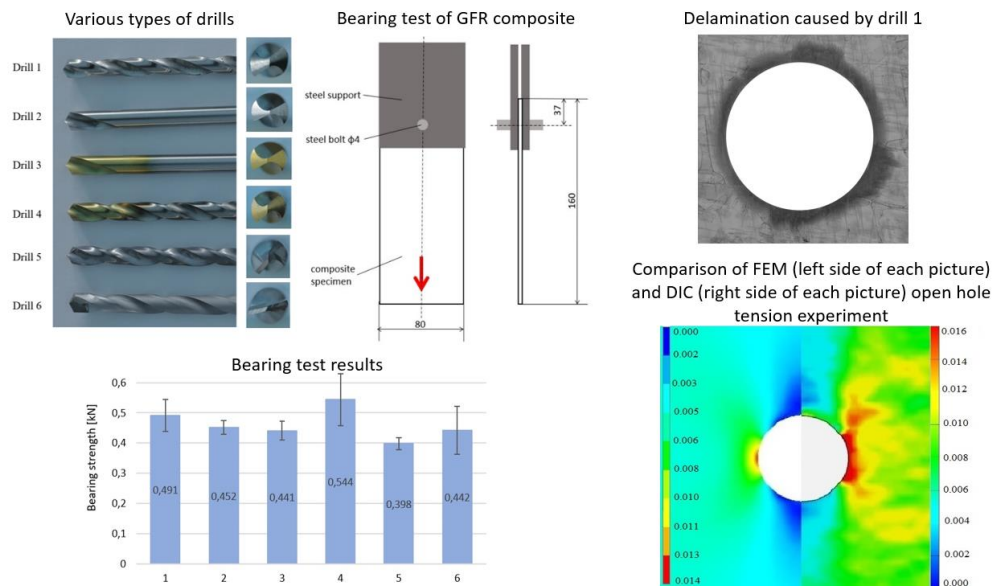 Various types of drills
Drill 1
Drill 2
Drill 3
Drill 4
Drill 5
Drill 6
Bearing test of GFR composite
steel support
steel bolt ϕ4
composite
specimen
80
37
160
Delamination caused by drill 1
Comparison of FEM (left side of each picture)
and DIC (right side of each picture) open hole
tension experiment
0.000
0.002
0.003
0.005
0.006
0.008
0.010
0.011
0.013
0.014
0.016
0.014
0.012
0.010
0.008
0.006
0.004
0.002
0.000
Bearing test results
Bearing strength [kN]
0,6
0,5
0,4
0,3
0,2
0,1
0
0,491
0,452
0,441
0,544
0,398
0,442
1
2
3
4
5
6